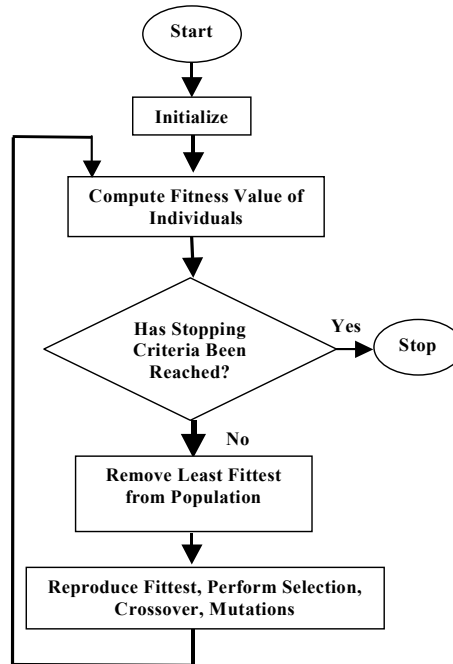 Start
Initialize
Compute Fitness Value of
Individuals
Has Stopping
Criteria Been
Reached?
Yes
Stop
No
Remove Least Fittest
from Population
Reproduce Fittest, Perform Selection,
Crossover, Mutations